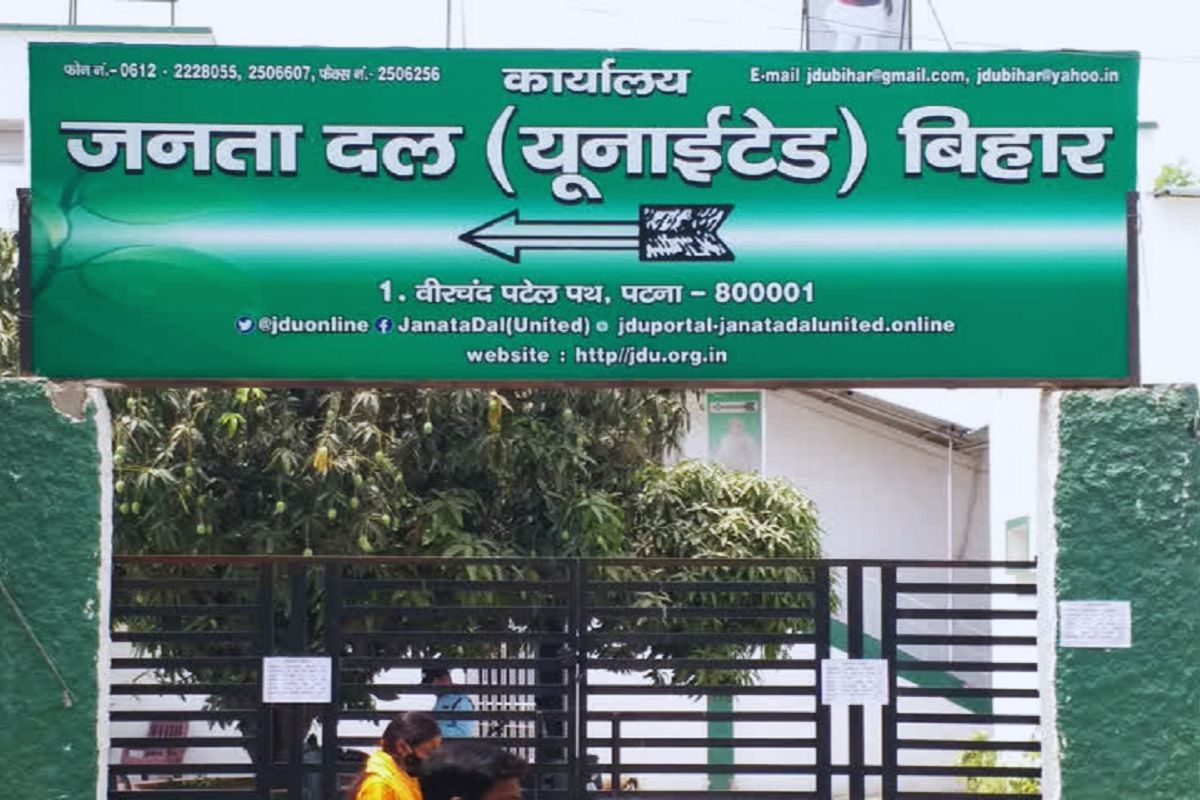 फोन नं.- 0612 - 2228055, 2506607, फैक्स नं.- 2506256
कार्यालय
E-mail jdubihar@gmail.com, jdubihar@yahoo.in
जनता दल (यूनाईटेड) बिहार
1. वीरचंद पटेल पथ, पटना – 800001
@jduonline JanataDal(United) jduportal-janatadalunited.online
website : http//jdu.org.in